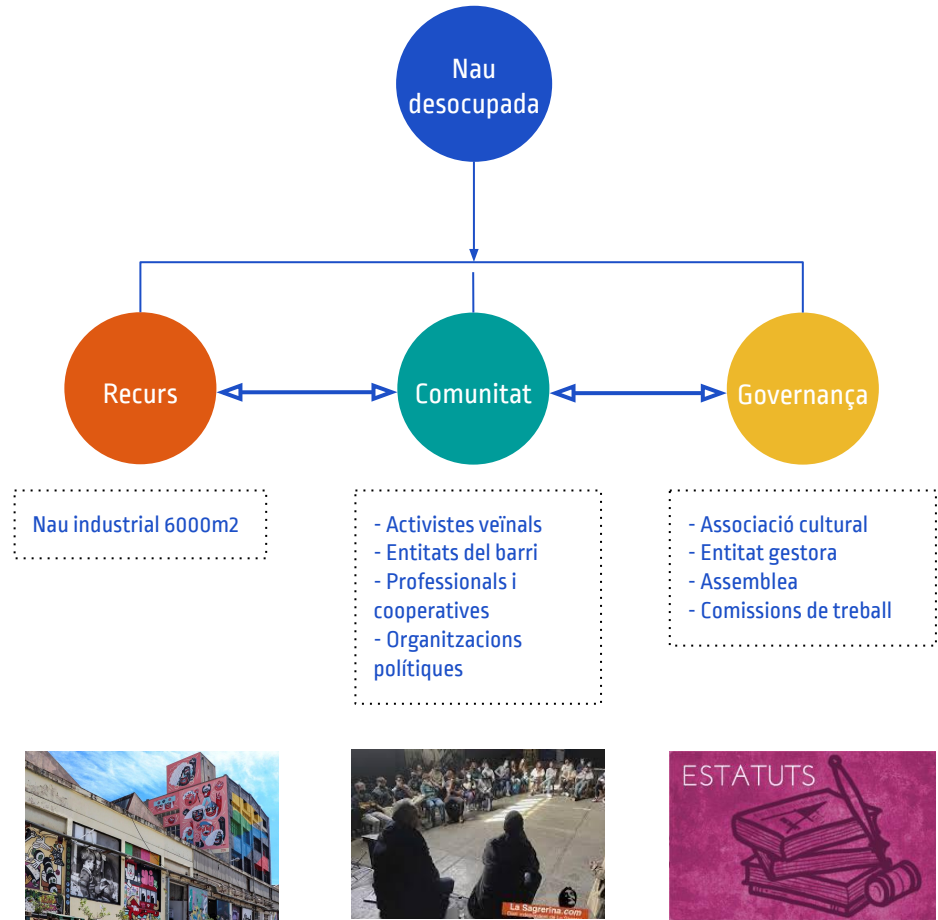 Nau
desocupada
Recurs
Comunitat
Governança
Nau industrial 6000m2
- Activistes veïnals
- Entitats del barri
- Professionals i
cooperatives
- Organitzacions
polítiques
- Associació cultural
- Entitat gestora
- Assemblea
- Comissions de treball
La Sagrerina.com
ESTATUTS